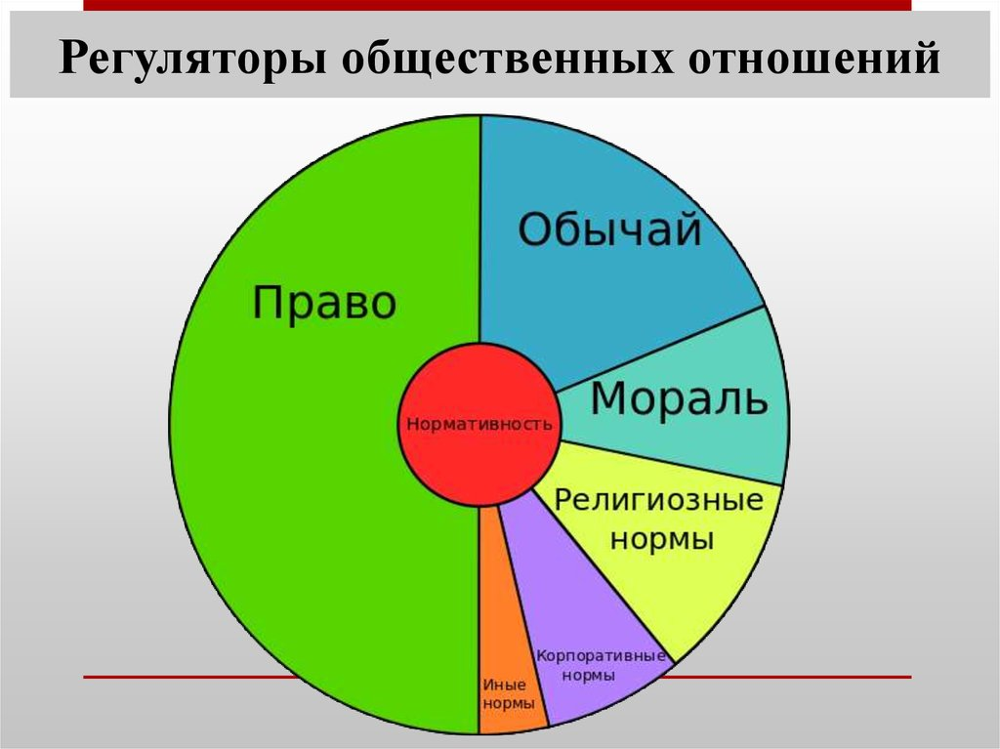 Регуляторы общественных отношений
Обычай
Право
Мораль
Нормативность
Религиозные
нормы
Корпоративные
нормы
Иные
нормы